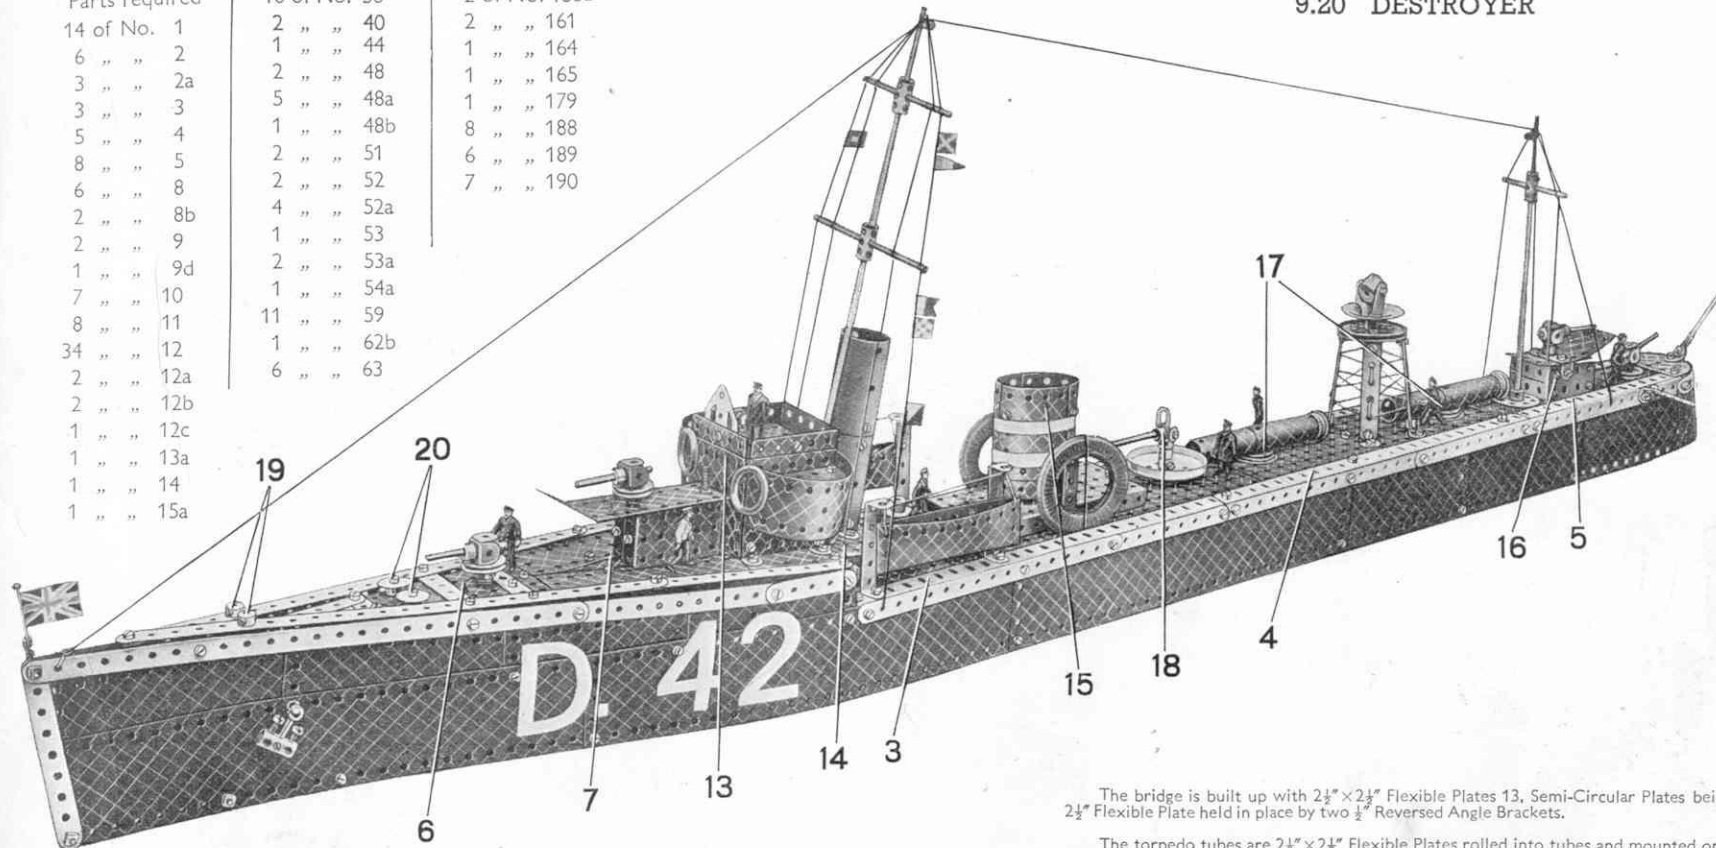 9.20 DESTROYER
Parts required
14 of No. 1
6 „ „ 2
3 „ „ 2a
3 „ „ 3
5 „ „ 4
8 „ „ 5
6 „ „ 8
2 „ „ 8b
2 „ „ 9
1 „ „ 9d
7 „ „ 10
8 „ „ 11
34 „ „ 12
2 „ „ 12a
2 „ „ 12b
1 „ „ 12c
1 „ „ 13a
1 „ „ 14
1 „ „ 15a
2 „ „ 40
1 „ „ 44
2 „ „ 48
5 „ „ 48a
1 „ „ 48b
2 „ „ 51
2 „ „ 52
4 „ „ 52a
1 „ „ 53
2 „ „ 53a
1 „ „ 54a
11 „ „ 59
1 „ „ 62b
6 „ „ 63
2 „ „ 161
1 „ „ 164
1 „ „ 165
1 „ „ 179
8 „ „ 188
6 „ „ 189
7 „ „ 190
17
20
19
16
5
4
18
15
3
14
13
7
6
D. 42
The bridge is built up with 2½″ × 2½″ Flexible Plates 13, Semi-Circular Plates bei
2½″ Flexible Plate held in place by two ½″ Reversed Angle Brackets.
The torpedo tubes are 2½″ × 2½″ Flexible Plates rolled into tubes and mounted on